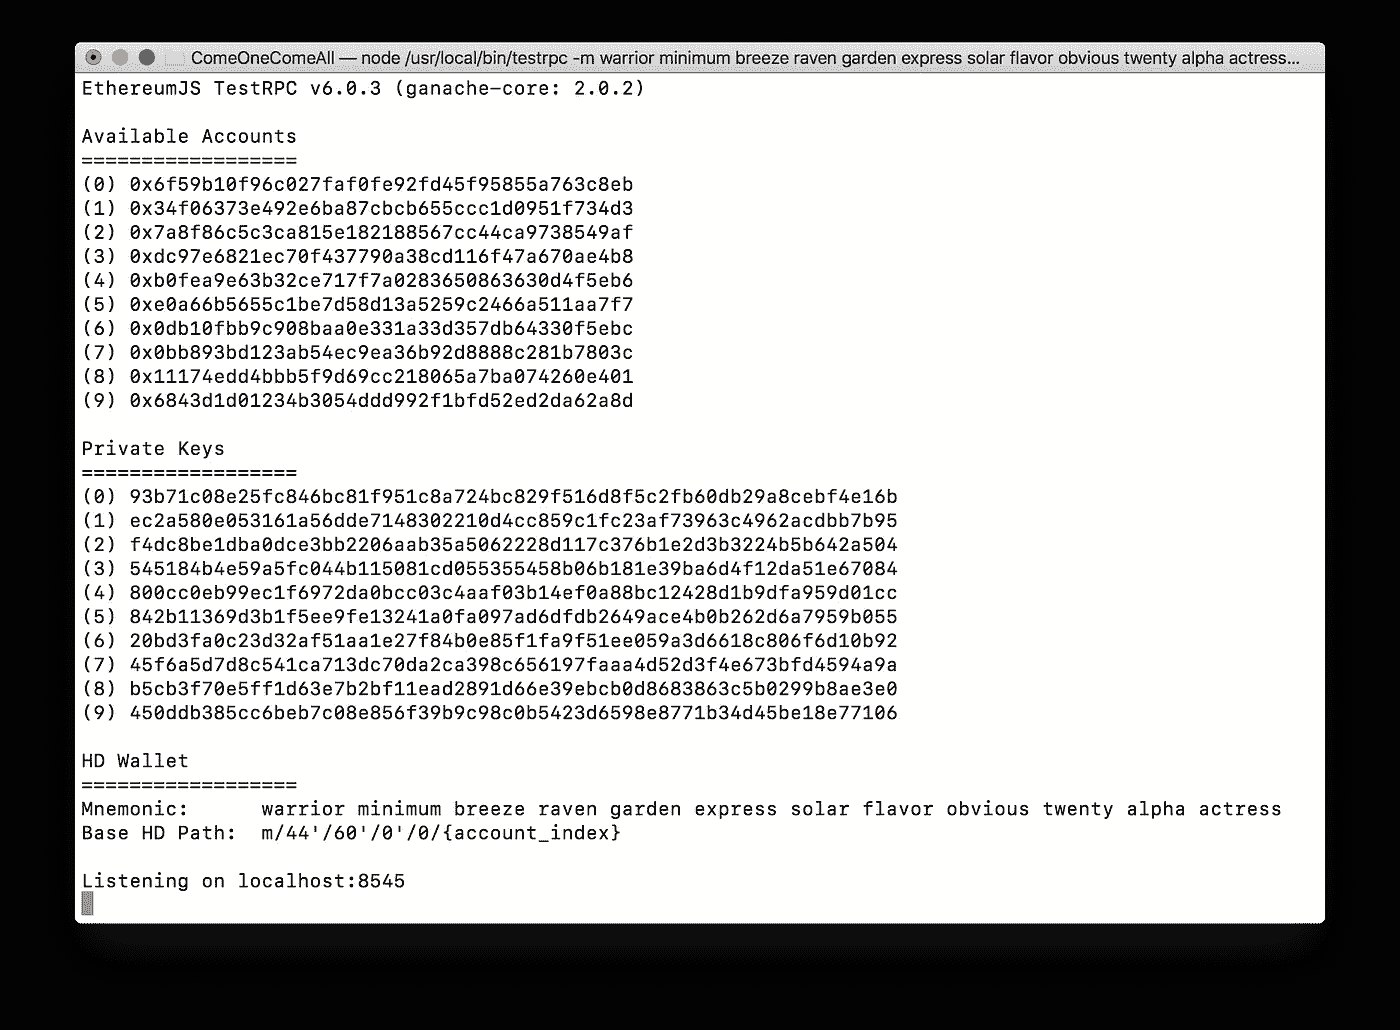 ComeOneComeAll — node /usr/local/bin/testrpc -m warrior minimum breeze raven garden express solar flavor obvious twenty alpha actress...
EthereumJS TestRPC v6.0.3 (ganache-core: 2.0.2)
Available Accounts
==================
(0) 0x6f59b10f96c027faf0fe92fd45f95855a763c8eb
(1) 0x34f06373e492e6ba87cbcb655ccc1d0951f734d3
(2) 0x7a8f86c5c3ca815e182188567cc44ca9738549af
(3) 0xdc97e6821ec70f437790a38cd116f47a670ae4b8
(4) 0xb0fea9e63b32ce717f7a0283650863630d4f5eb6
(5) 0xe0a66b5655c1be7d58d13a5259c2466a511aa7f7
(6) 0x0db10fbb9c908baa0e331a33d357db64330f5ebc
(7) 0x0bb893bd123ab54ec9ea36b92d8888c281b7803c
(8) 0x11174edd4bbb5f9d69cc218065a7ba074260e401
(9) 0x6843d1d01234b3054ddd992f1bfd52ed2da62a8d
Private Keys
==================
(0) 93b71c08e25fc846bc81f951c8a724bc829f516d8f5c2fb60db29a8cebf4e16b
(1) ec2a580e053161a56dde7148302210d4cc859c1fc23af73963c4962acdbb7b95
(2) f4dc8be1dba0dce3bb2206aab35a5062228d117c376b1e2d3b3224b5b642a504
(3) 545184b4e59a5fc044b115081cd055355458b06b181e39ba6d4f12da51e67084
(4) 800cc0eb99ec1f6972da0bcc03c4aaf03b14ef0a88bc12428d1b9dfa959d01cc
(5) 842b11369d3b1f5ee9fe13241a0fa097ad6dfdb2649ace4b0b262d6a7959b055
(6) 20bd3fa0c23d32af51aa1e27f84b0e85f1fa9f51ee059a3d6618c806f6d10b92
(7) 45f6a5d7d8c541ca713dc70da2ca398c656197faaa4d52d3f4e673bfd4594a9a
(8) b5cb3f70e5ff1d63e7b2bf11ead2891d66e39ebcb0d8683863c5b0299b8ae3e0
(9) 450ddb385cc6beb7c08e856f39b9c98c0b5423d6598e8771b34d45be18e77106
HD Wallet
==================
Mnemonic:      warrior minimum breeze raven garden express solar flavor obvious twenty alpha actress
Base HD Path:  m/44'/60'/0'/0/{account_index}
Listening on localhost:8545